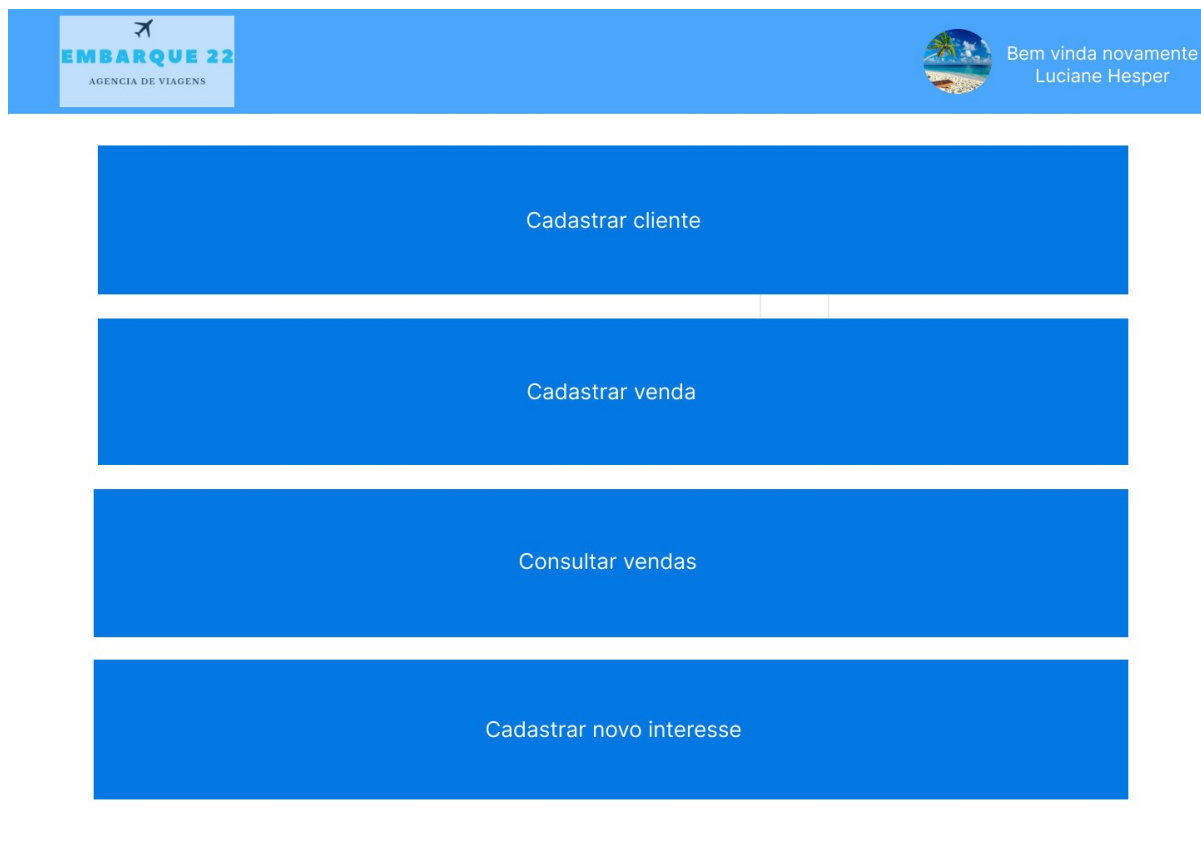 EMBARQUE 22
AGENCIA DE VIAGENS
Bem vinda novamente
Luciane Hesper
Cadastrar cliente
Cadastrar venda
Consultar vendas
Cadastrar novo interesse